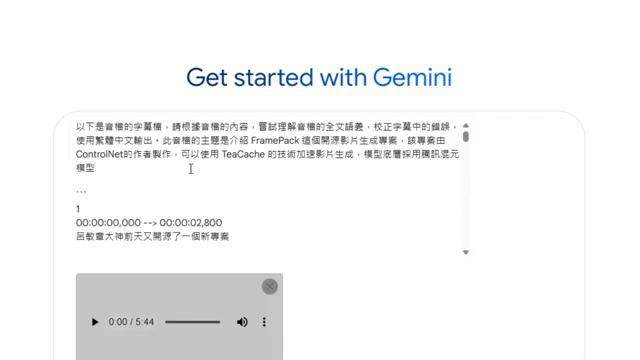 Get started with Gemini
以下是音檔的字幕檔，請根據音檔的內容，嘗試理解音檔的全文語義，校正字幕中的錯誤，
使用繁體中文輸出。此音檔的主題是介紹 FramePack 這個開源影片生成專案，該專案由
ControlNet的作者製作，可以使用 TeaCache 的技術加速影片生成，模型底層採用騰訊混元
模型
```
1
00:00:00,000 --> 00:00:02,800
呂敏章大神前天又開源了一個新專案
0:00 / 5:44